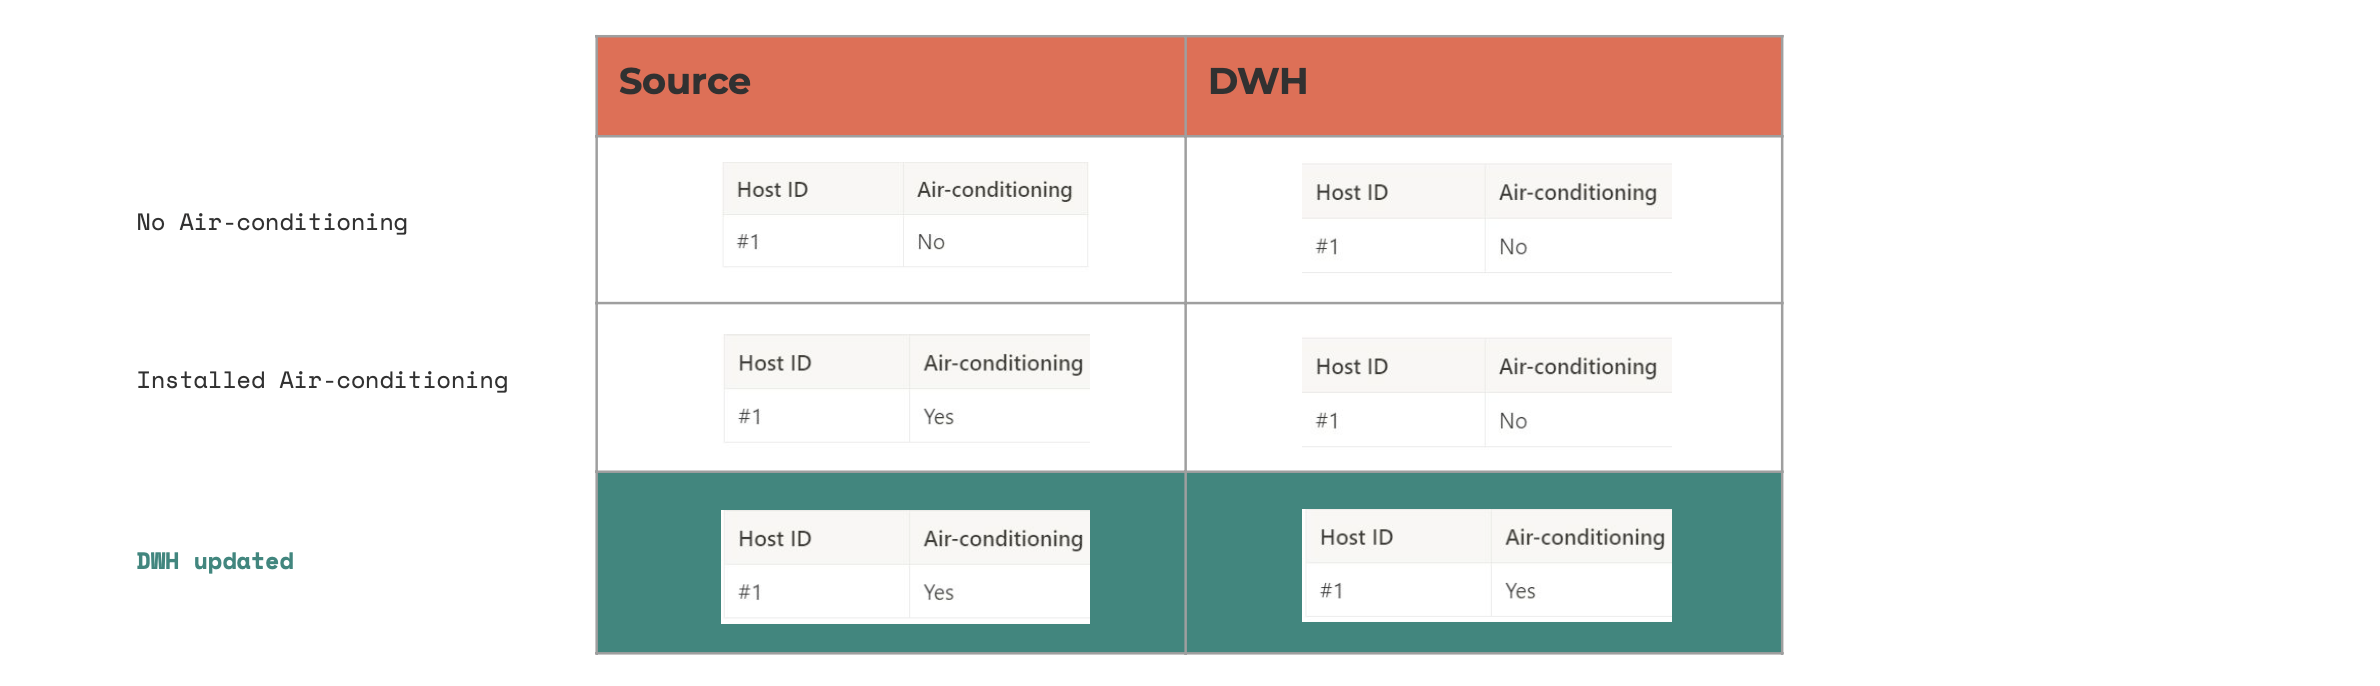 Source DWH
No Air-conditioning
Host ID Air-conditioning
#1 No
Host ID Air-conditioning
#1 No
Installed Air-conditioning
Host ID Air-conditioning
#1 Yes
Host ID Air-conditioning
#1 No
DWH updated
Host ID Air-conditioning
#1 Yes
Host ID Air-conditioning
#1 Yes